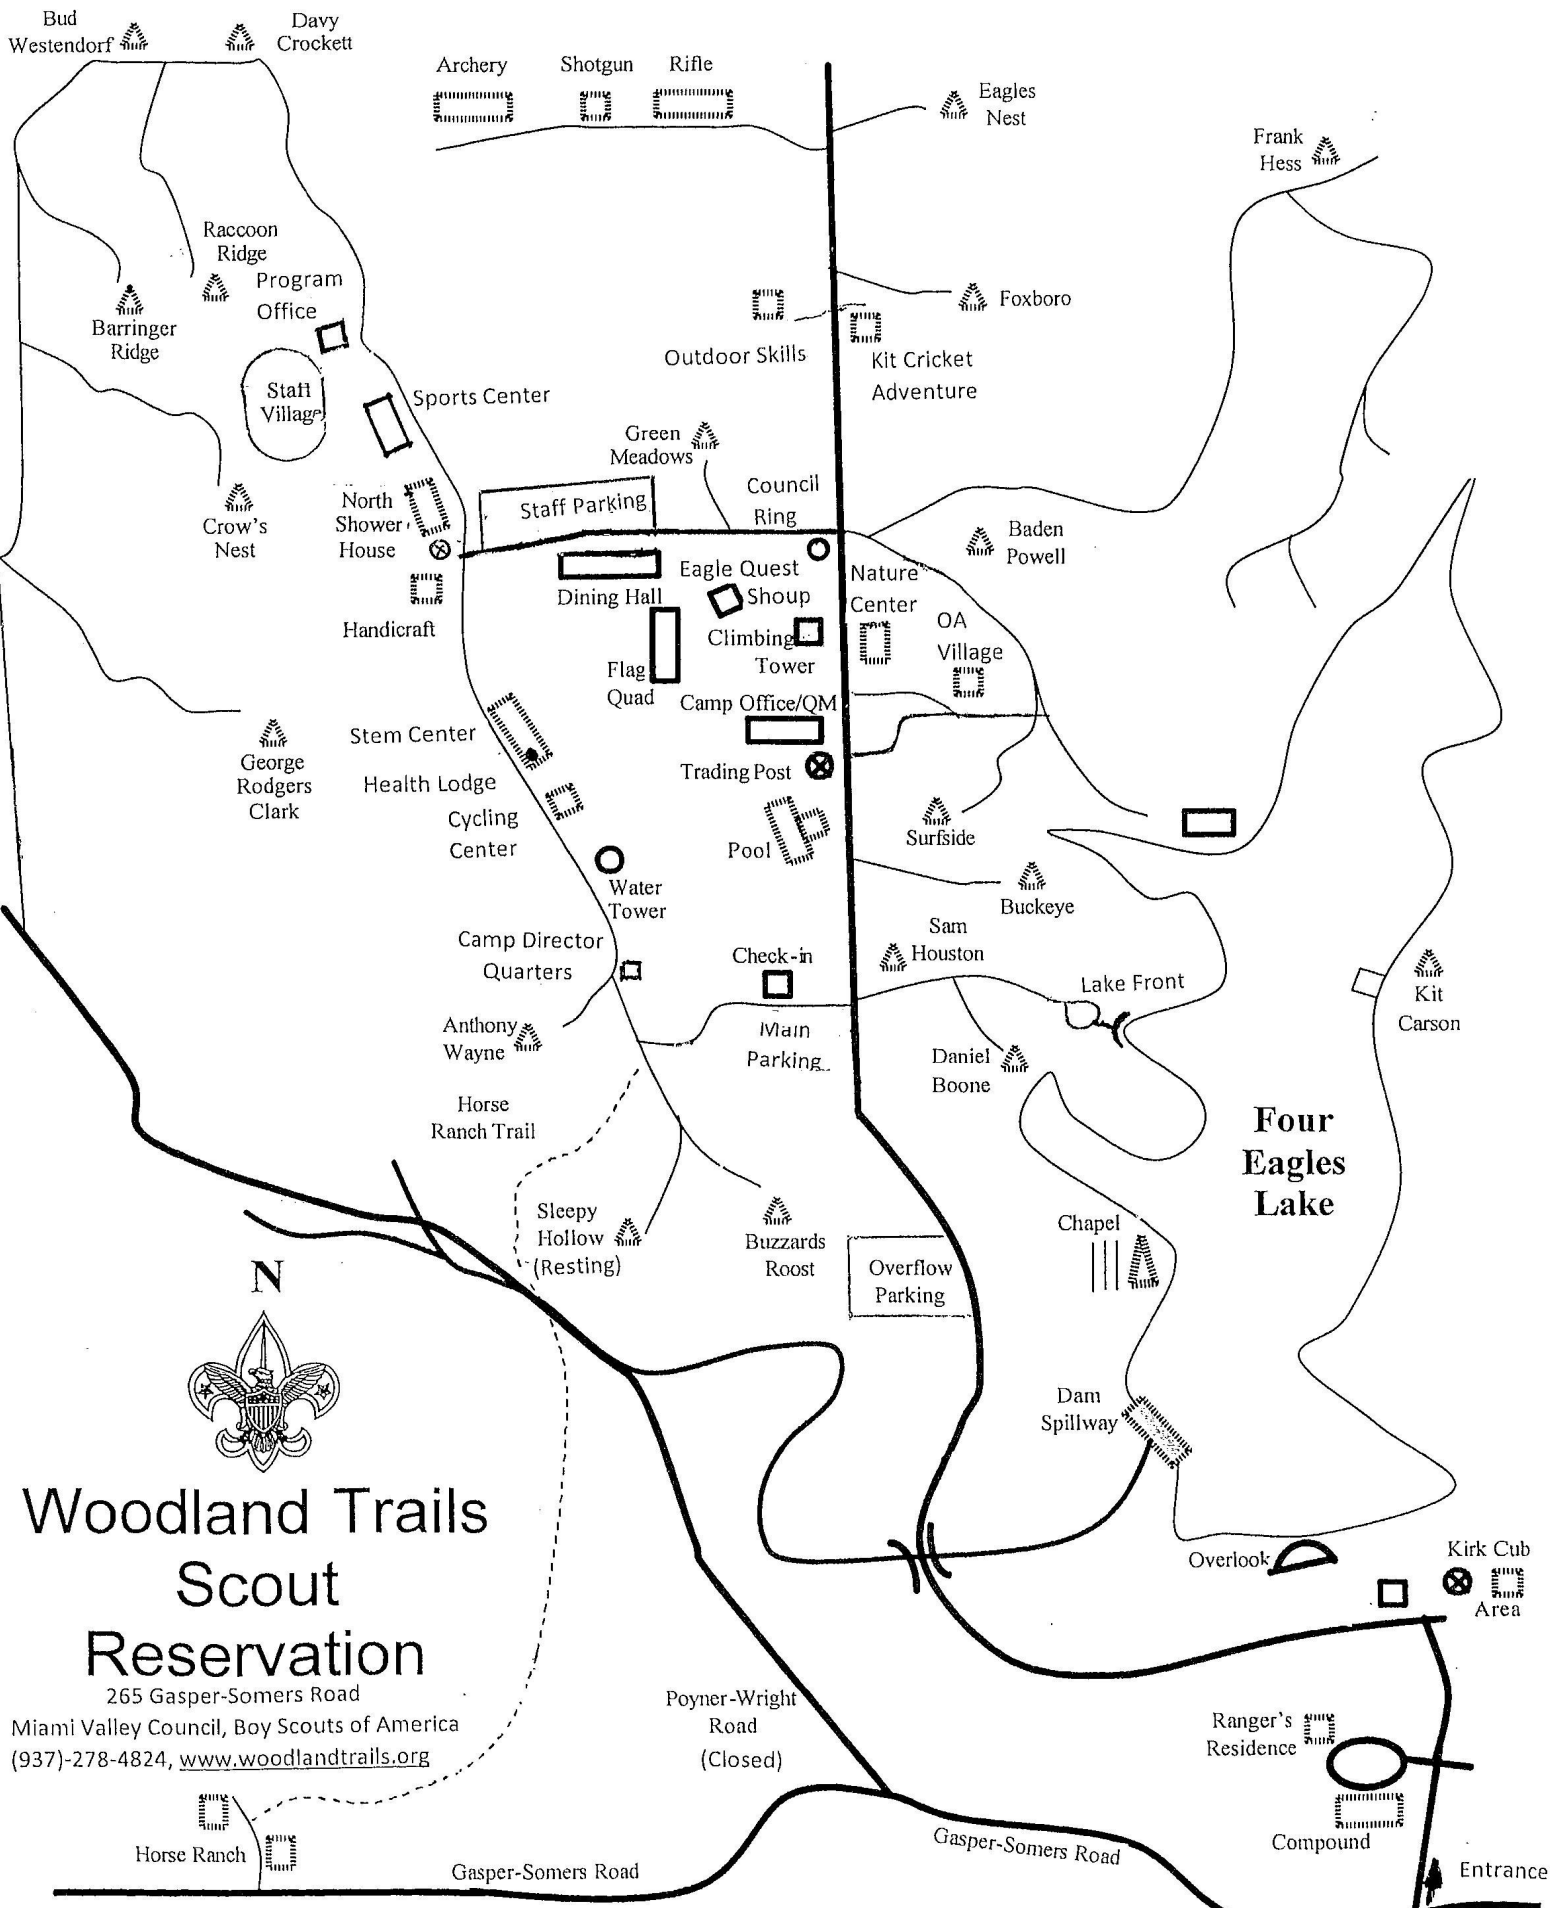 Bud
Westendorf
Davy
Crockett
Archery
Shotgun
Rifle
Eagles
Nest
Frank
Hess
Raccoon
Ridge
Program
Office
Barringer
Ridge
Foxboro
Outdoor Skills
Kit Cricket
Adventure
Staff
Village
Sports Center
Green
Meadows
Council
Ring
Staff Parking
North
Shower
House
Crow's
Nest
Baden
Powell
Eagle Quest
Shoup
Nature
Center
Dining Hall
Handicraft
Climbing
Tower
OA
Village
Flag
Quad
Camp Office/QM
Stem Center
Trading Post
George
Rodgers
Clark
Health Lodge
Cycling
Center
Pool
Surfside
Water
Tower
Buckeye
Camp Director
Quarters
Check-in
Sam
Houston
Lake Front
Kit
Carson
Anthony
Wayne
Main
Parking
Daniel
Boone
Horse
Ranch Trail
Four
Eagles
Lake
Sleepy
Hollow
(Resting)
Buzzards
Roost
Chapel
Overflow
Parking
N
Dam
Spillway
Woodland Trails
Scout
Reservation
265 Gasper-Somers Road
Miami Valley Council, Boy Scouts of America
(937)-278-4824, www.woodlandtrails.org
Overlook
Kirk Cub
Area
Poyner-Wright
Road
(Closed)
Ranger's
Residence
Compound
Horse Ranch
Gasper-Somers Road
Gasper-Somers Road
Entrance